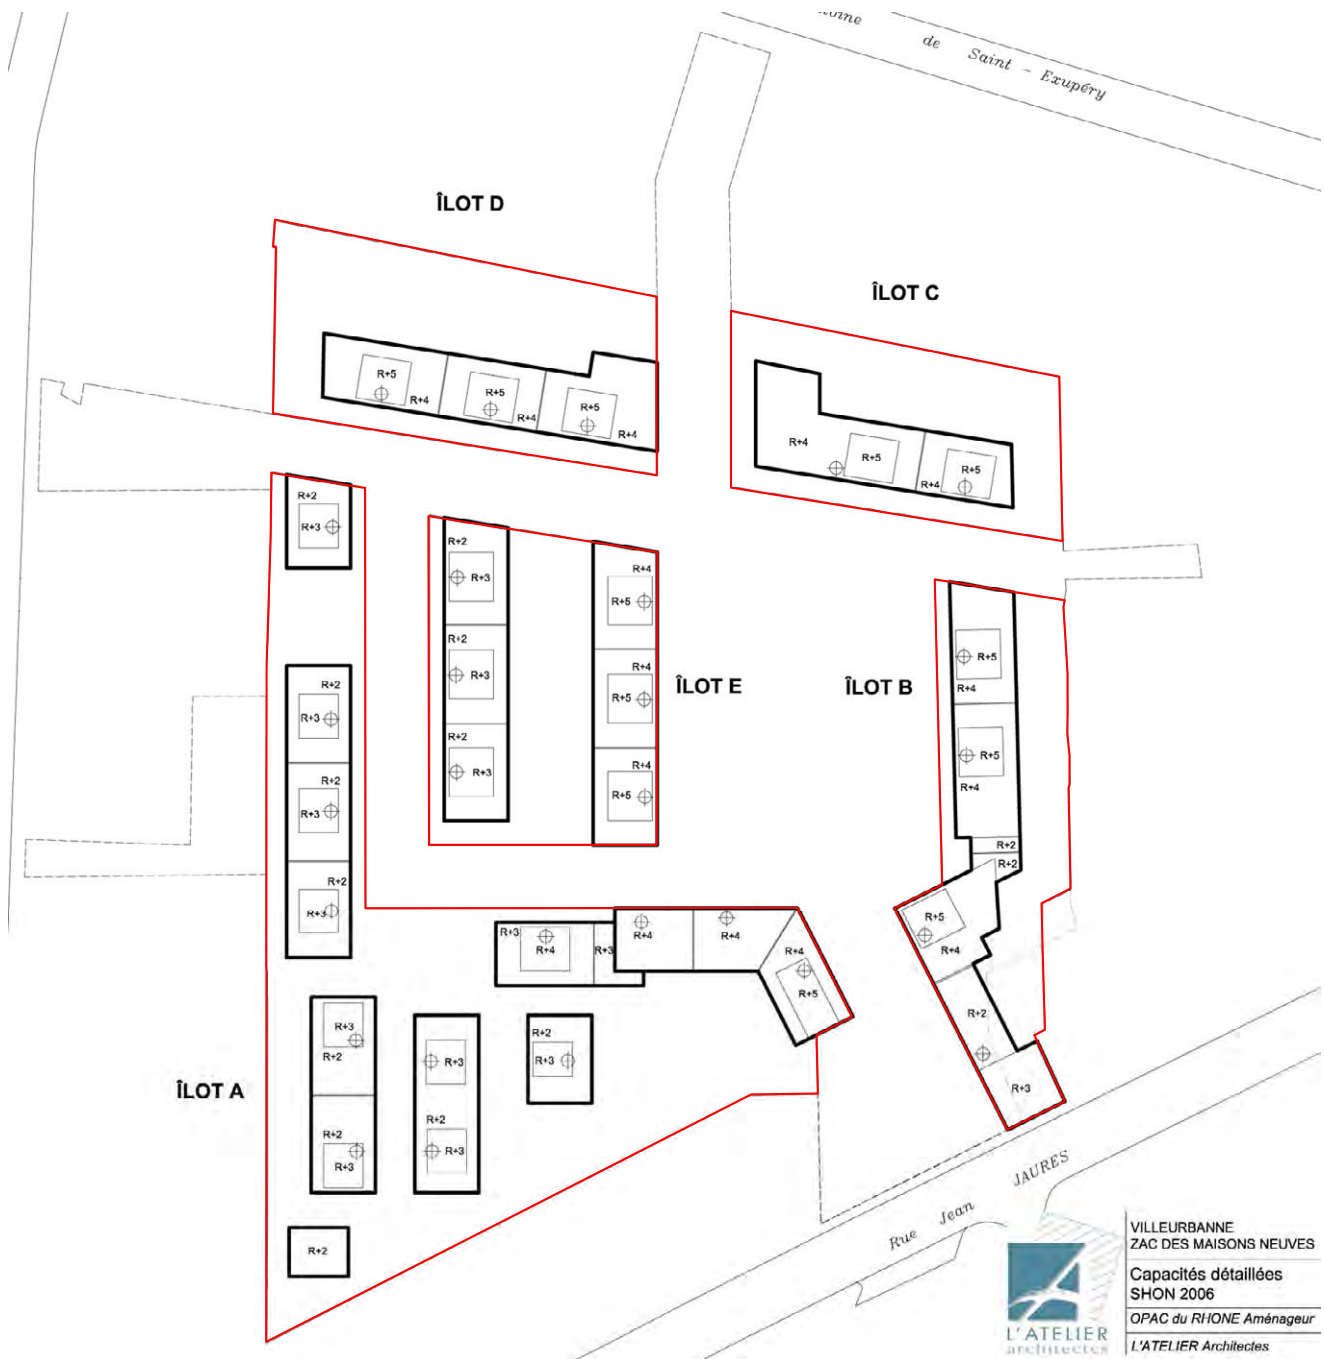 de Saint - Exupéry
ÎLOT D
ÎLOT C
R+5
R+4
R+5
R+4
R+5
R+4
R+4
R+5
R+4
R+5
R+2
R+3
R+2
R+3
R+2
R+3
R+2
R+3
R+4
R+5
R+4
R+5
R+4
R+5
ÎLOT E
ÎLOT B
R+5
R+4
R+5
R+4
R+2
R+2
R+5
R+4
R+2
R+3
R+2
R+3
R+2
R+3
R+2
R+3
R+3
R+4
R+3
R+4
R+4
R+4
R+5
ÎLOT A
R+3
R+2
R+2
R+3
R+3
R+2
R+3
R+2
R+3
R+2
Rue Jean JAURES
VILLEURBANNE
ZAC DES MAISONS NEUVES
Capacités détaillées
SHON 2006
OPAC du RHONE Aménageur
L'ATELIER Architectes
L'ATELIER
architectes